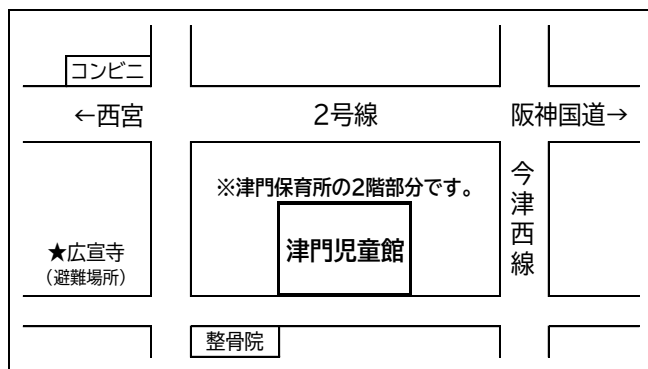 コンビニ
←西宮
2号線
阪神国道→
※津門保育所の2階部分です。
津門児童館
今津西線
★広宣寺
(避難場所)
整骨院